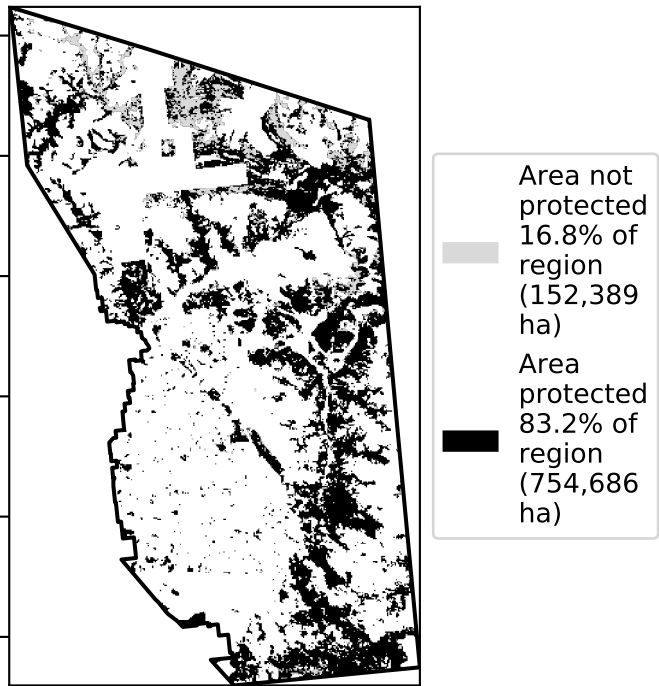 Area not
protected
16.8% of
region
(152,389
ha)
Area
protected
83.2% of
region
(754,686
ha)